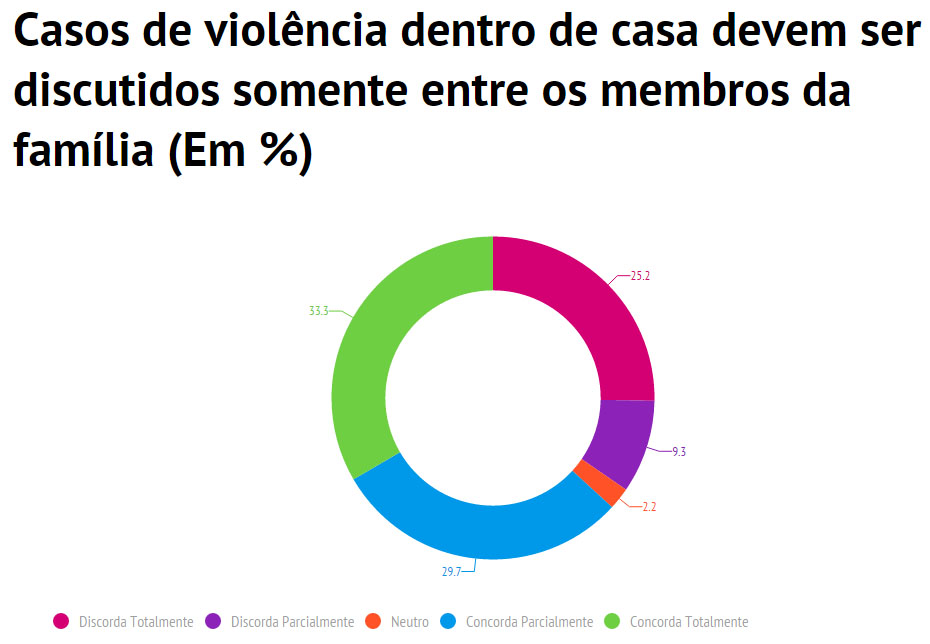 Casos de violência dentro de casa devem ser
discutidos somente entre os membros da
família (Em %)
25.2
33.3
9.3
2.2
29.7
Discorda Totalmente Discorda Parcialmente Neutro Concorda Parcialmente Concorda Totalmente